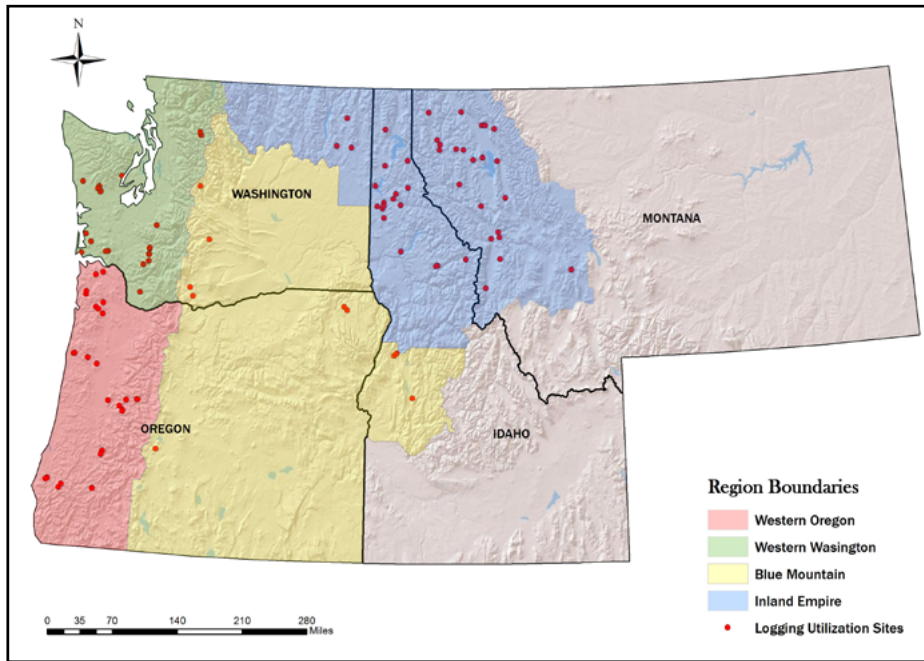 N
WASHINGTON
MONTANA
OREGON
IDAHO
Region Boundaries
Western Oregon
Western Wasington
Blue Mountain
Inland Empire
Logging Utilization Sites
0 35 70 140 210 280
Miles